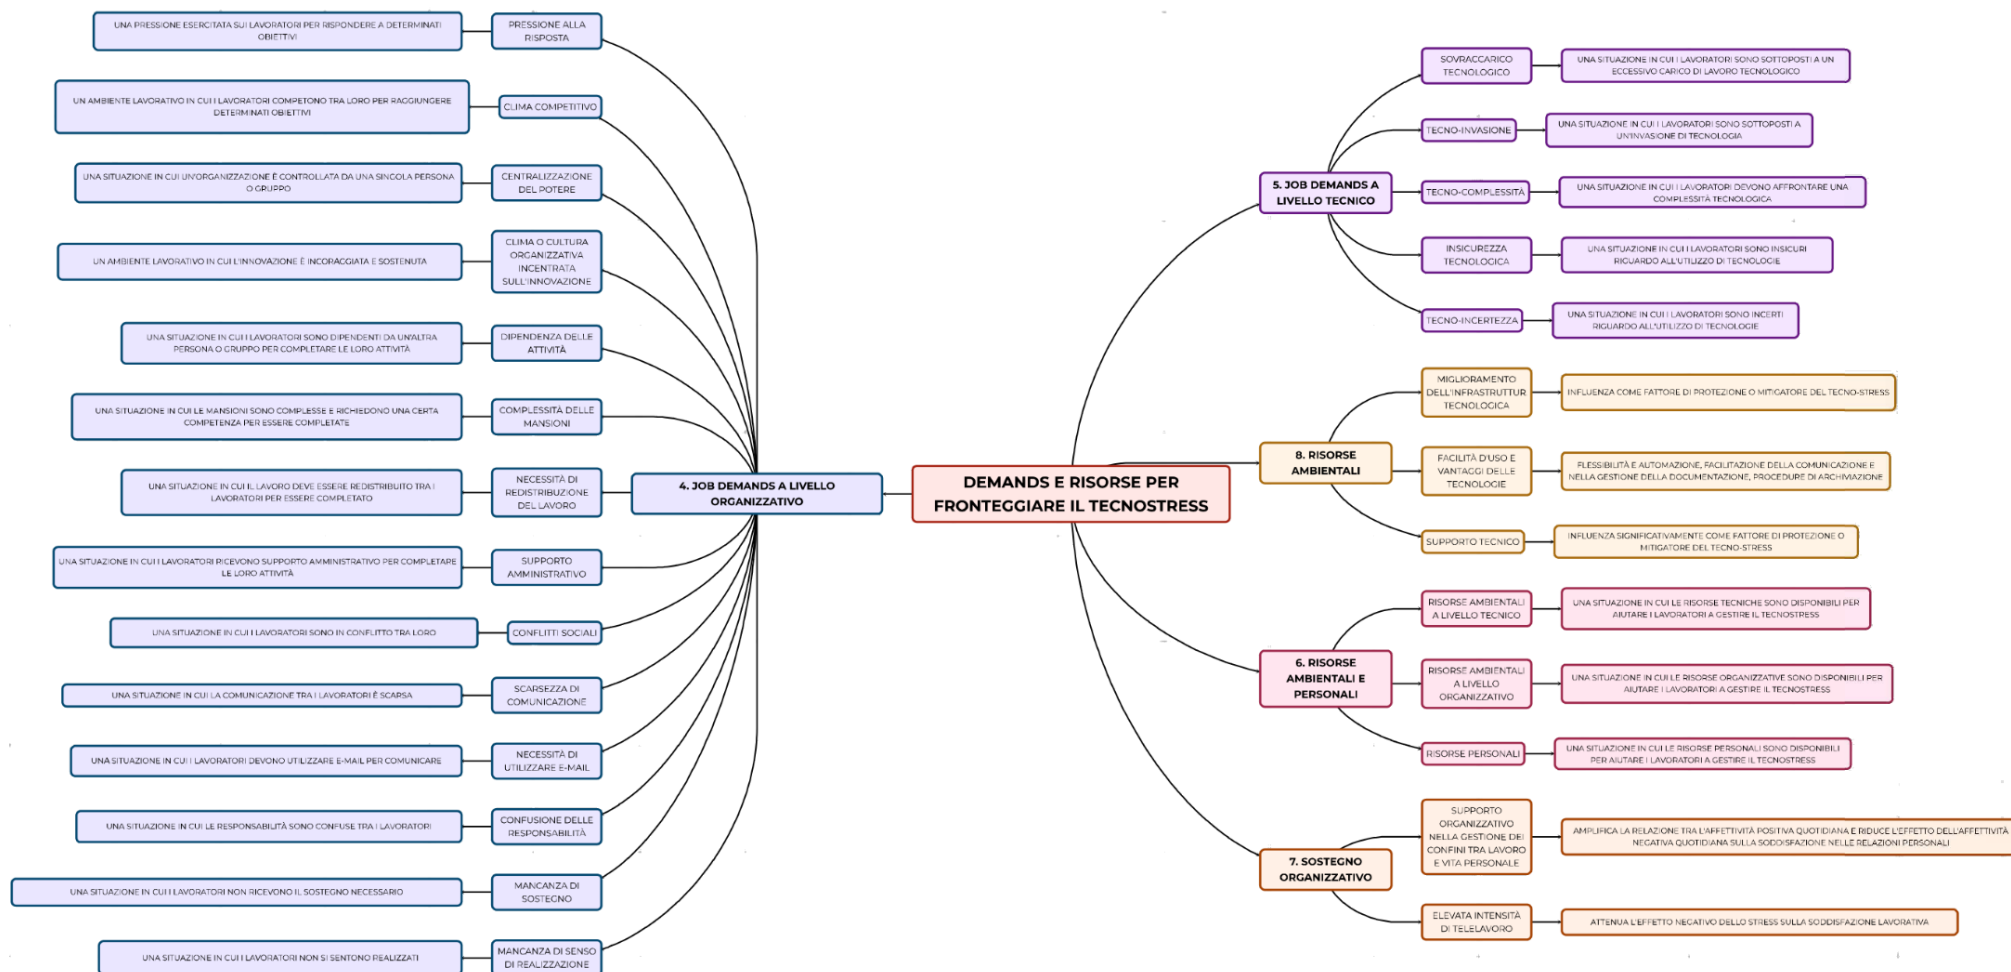 UNA PRESSIONE ESERCITATA SUI LAVORATORI PER RISPONDERE A DETERMINATI
OBIETTIVI
PRESSIONE ALLA
RISPOSTA
UN AMBIENTE LAVORATIVO IN CUI I LAVORATORI COMPETONO TRA LORO PER RAGGIUNGERE
DETERMINATI OBIETTIVI
CLIMA COMPETITIVO
UNA SITUAZIONE IN CUI UN'ORGANIZZAZIONE È CONTROLLATA DA UNA SINGOLA PERSONA
O GRUPPO
CENTRALIZZAZIONE
DEL POTERE
UN AMBIENTE LAVORATIVO IN CUI L'INNOVAZIONE È INCORAGGIATA E SOSTENUTA
CLIMA O CULTURA
ORGANIZZATIVA
INCENTRATA
SULL'INNOVAZIONE
UNA SITUAZIONE IN CUI I LAVORATORI SONO DIPENDENTI DA UN'ALTRA
PERSONA O GRUPPO PER COMPLETARE LE LORO ATTIVITÀ
DIPENDENZA DELLE
ATTIVITÀ
UNA SITUAZIONE IN CUI LE MANSIONI SONO COMPLESSE E RICHIEDONO UNA CERTA
COMPETENZA PER ESSERE COMPLETATE
COMPLESSITÀ DELLE
MANSIONI
UNA SITUAZIONE IN CUI IL LAVORO DEVE ESSERE REDISTRIBUITO TRA I
LAVORATORI PER ESSERE COMPLETATO
NECESSITÀ DI
REDISTRIBUZIONE
DEL LAVORO
UNA SITUAZIONE IN CUI I LAVORATORI RICEVONO SUPPORTO AMMINISTRATIVO PER COMPLETARE
LE LORO ATTIVITÀ
SUPPORTO
AMMINISTRATIVO
UNA SITUAZIONE IN CUI I LAVORATORI SONO IN CONFLITTO TRA LORO
CONFLITTI SOCIALI
UNA SITUAZIONE IN CUI LA COMUNICAZIONE TRA I LAVORATORI È SCARSA
SCARSEZZA DI
COMUNICAZIONE
UNA SITUAZIONE IN CUI I LAVORATORI DEVONO UTILIZZARE E-MAIL PER COMUNICARE
NECESSITÀ DI
UTILIZZARE E-MAIL
UNA SITUAZIONE IN CUI LE RESPONSABILITÀ SONO CONFUSE TRA I LAVORATORI
CONFUSIONE DELLE
RESPONSABILITÀ
UNA SITUAZIONE IN CUI I LAVORATORI NON RICEVONO IL SOSTEGNO NECESSARIO
MANCANZA DI
SOSTEGNO
UNA SITUAZIONE IN CUI I LAVORATORI NON SI SENTONO REALIZZATI
MANCANZA DI SENSO
DI REALIZZAZIONE
4. JOB DEMANDS A LIVELLO
ORGANIZZATIVO
DEMANDS E RISORSE PER
FRONTEGGIARE IL TECNOSTRESS
5. JOB DEMANDS A
LIVELLO TECNICO
SOVRACCARICO
TECNOLOGICO
UNA SITUAZIONE IN CUI I LAVORATORI SONO SOTTOPOSTI A UN
ECCESSIVO CARICO DI LAVORO TECNOLOGICO
TECNO-INVASIONE
UNA SITUAZIONE IN CUI I LAVORATORI SONO SOTTOPOSTI A
UN'INVASIONE DI TECNOLOGIA
TECNO-COMPLESSITÀ
UNA SITUAZIONE IN CUI I LAVORATORI DEVONO AFFRONTARE UNA
COMPLESSITÀ TECNOLOGICA
INSICUREZZA
TECNOLOGICA
UNA SITUAZIONE IN CUI I LAVORATORI SONO INSICURI
RIGUARDO ALL'UTILIZZO DI TECNOLOGIE
TECNO-INCERTEZZA
UNA SITUAZIONE IN CUI I LAVORATORI SONO INCERTI
RIGUARDO ALL'UTILIZZO DI TECNOLOGIE
8. RISORSE
AMBIENTALI
MIGLIORAMENTO
DELL'INFRASTRUTTUR
TECNOLOGICA
INFLUENZA COME FATTORE DI PROTEZIONE O MITIGATORE DEL TECNO-STRESS
FACILITÀ D'USO E
VANTAGGI DELLE
TECNOLOGIE
FLESSIBILITÀ E AUTOMAZIONE, FACILITAZIONE DELLA COMUNICAZIONE E
NELLA GESTIONE DELLA DOCUMENTAZIONE, PROCEDURE DI ARCHIVIAZIONE
SUPPORTO TECNICO
INFLUENZA SIGNIFICATIVAMENTE COME FATTORE DI PROTEZIONE O
MITIGATORE DEL TECNO-STRESS
6. RISORSE
AMBIENTALI E
PERSONALI
RISORSE AMBIENTALI
A LIVELLO TECNICO
UNA SITUAZIONE IN CUI LE RISORSE TECNICHE SONO DISPONIBILI PER
AIUTARE I LAVORATORI A GESTIRE IL TECNOSTRESS
RISORSE AMBIENTALI
A LIVELLO
ORGANIZZATIVO
UNA SITUAZIONE IN CUI LE RISORSE ORGANIZZATIVE SONO DISPONIBILI PER
AIUTARE I LAVORATORI A GESTIRE IL TECNOSTRESS
RISORSE PERSONALI
UNA SITUAZIONE IN CUI LE RISORSE PERSONALI SONO DISPONIBILI
PER AIUTARE I LAVORATORI A GESTIRE IL TECNOSTRESS
7. SOSTEGNO
ORGANIZZATIVO
SUPPORTO
ORGANIZZATIVO
NELLA GESTIONE DEI
CONFINI TRA LAVORO
E VITA PERSONALE
AMPLIFICA LA RELAZIONE TRA L'AFFETTIVITÀ POSITIVA QUOTIDIANA E RIDUCE L'EFFETTO DELL'AFFETTIVITÀ
NEGATIVA QUOTIDIANA SULLA SODDISFAZIONE NELLE RELAZIONI PERSONALI
ELEVATA INTENSITÀ
DI TELELAVORO
ATTENUA L'EFFETTO NEGATIVO DELLO STRESS SULLA SODDISFAZIONE LAVORATIVA